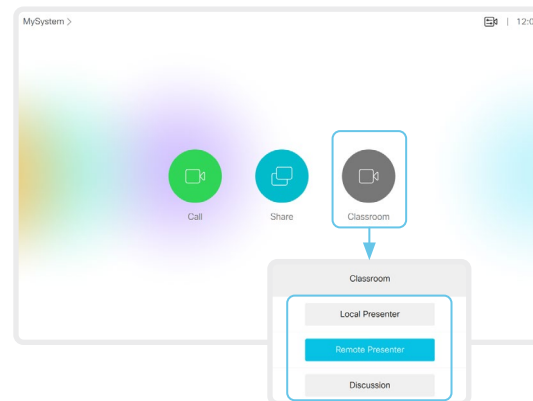 MySystem >
12:0
Call
Share
Classroom
Classroom
Local Presenter
Remote Presenter
Discussion